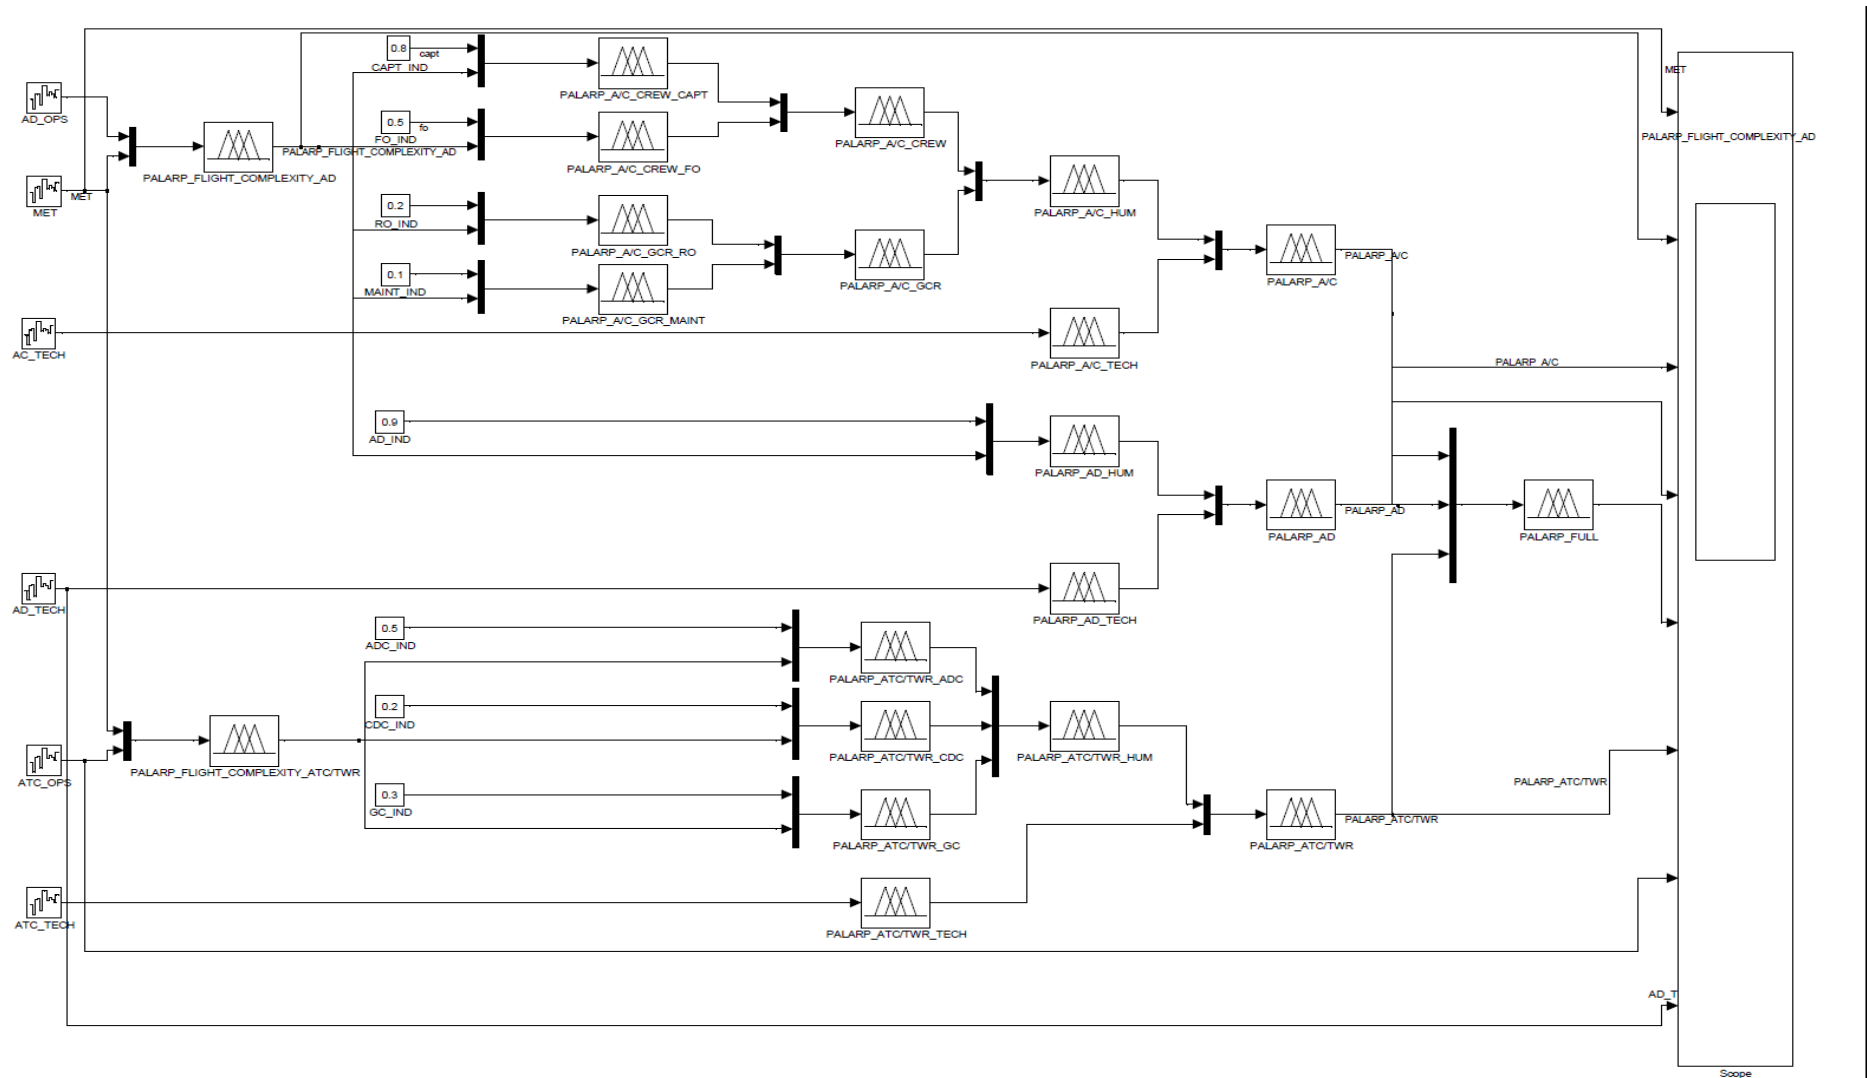 MET
0.8
capt
CAPT_IND
PALARP_A/C_CREW_CAPT
AD_OPS
0.5
fo
FO_IND
PALARP_FLIGHT_COMPLEXITY_AD
PALARP_FLIGHT_COMPLEXITY_AD
PALARP_A/C_CREW
PALARP_A/C_CREW_FO
PALARP_FLIGHT_COMPLEXITY_AD
MET
MET
0.2
RO_IND
PALARP_A/C_HUM
PALARP_A/C_GCR_RO
PALARP_A/C
PALARP_A/C
0.1
MAINT_IND
PALARP_A/C_GCR
PALARP_A/C_GCR_MAINT
AC_TECH
PALARP_A/C_TECH
PALARP_A/C
0.9
AD_IND
PALARP_AD_HUM
PALARP_AD
PALARP_AD
PALARP_FULL
AD_TECH
PALARP_AD_TECH
0.5
ADC_IND
PALARP_ATC/TWR_ADC
0.2
CDC_IND
PALARP_ATC/TWR_CDC
PALARP_ATC/TWR_HUM
PALARP_FLIGHT_COMPLEXITY_ATC/TWR
ATC_OPS
PALARP_ATC/TWR
0.3
GC_IND
PALARP_ATC/TWR
PALARP_ATC/TWR_GC
PALARP_ATC/TWR
ATC_TECH
PALARP_ATC/TWR_TECH
AD_T
Scope